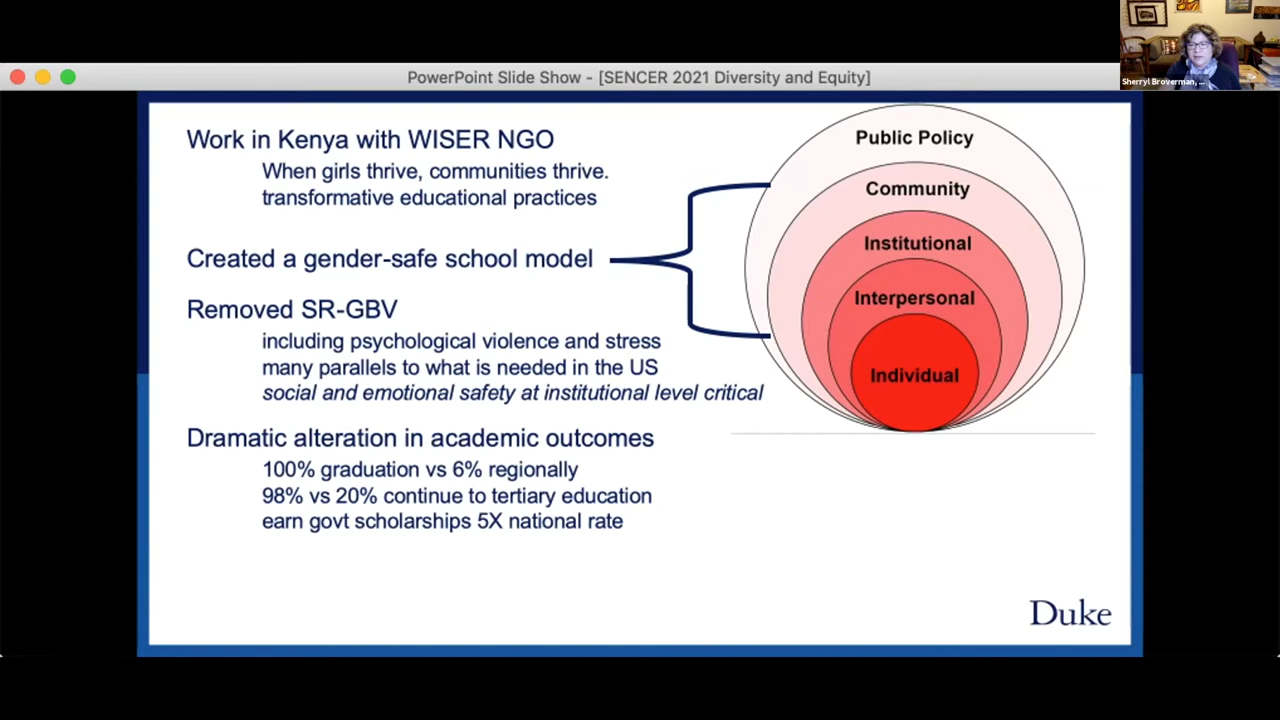 Sherryl Broverman, ...
PowerPoint Slide Show - [SENCER 2021 Diversity and Equity]
Work in Kenya with WISER NGO
When girls thrive, communities thrive.
transformative educational practices
Created a gender-safe school model
Removed SR-GBV
including psychological violence and stress
many parallels to what is needed in the US
social and emotional safety at institutional level critical
Dramatic alteration in academic outcomes
100% graduation vs 6% regionally
98% vs 20% continue to tertiary education
earn govt scholarships 5X national rate
Public Policy
Community
Institutional
Interpersonal
Individual
Duke